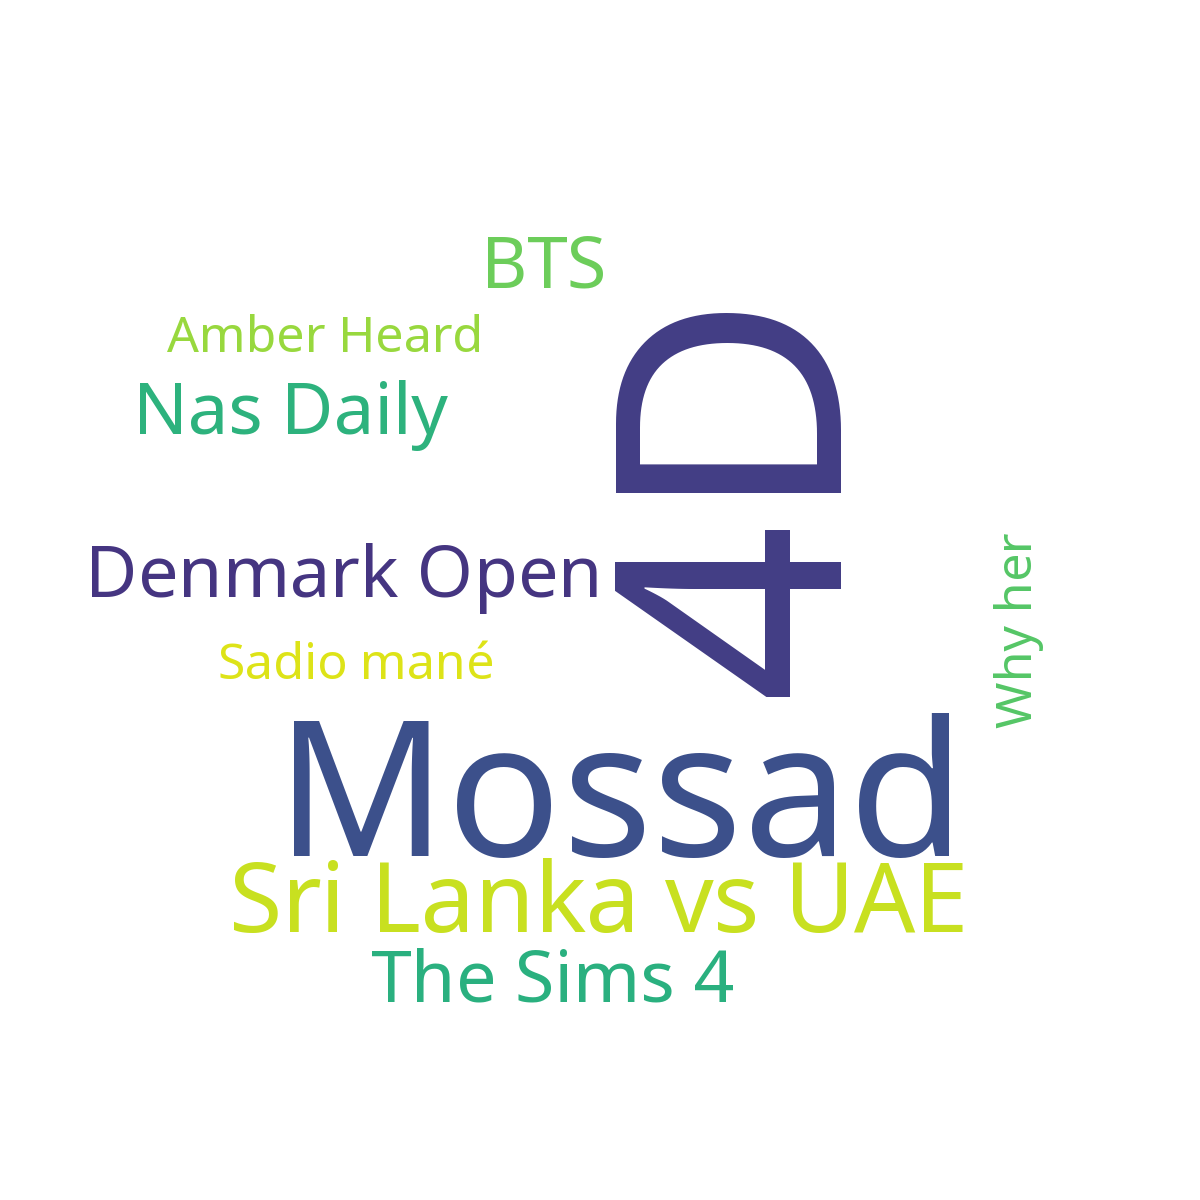 BTS
Amber Heard
Nas Daily
4D
Denmark Open
Why her
Sadio mané
Mossad
Sri Lanka vs UAE
The Sims 4